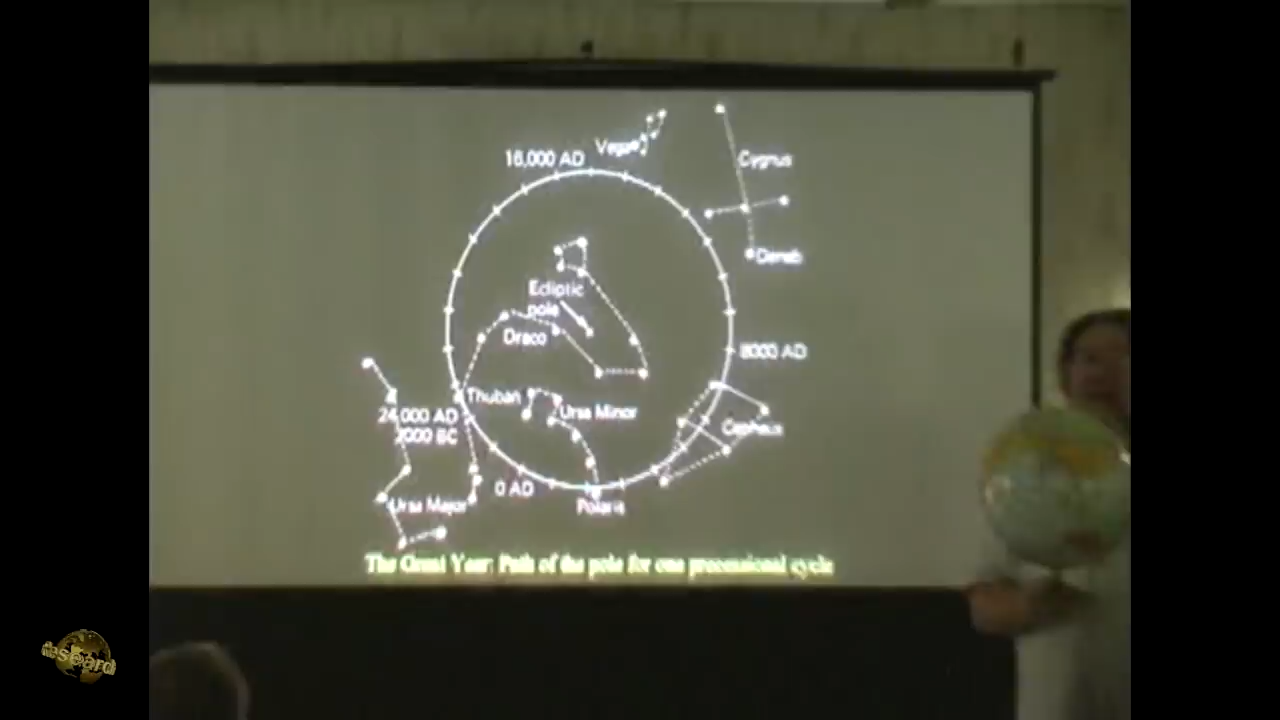 Vega
16,000 AD
Cygnus
Deneb
Ecliptic
pole
Draco
8000 AD
Thuban
Ursa Minor
24,000 AD
2000 BC
Cepheus
0 AD
Ursa Major
Polaris
The Great Year: Path of the pole for one precessional cycle